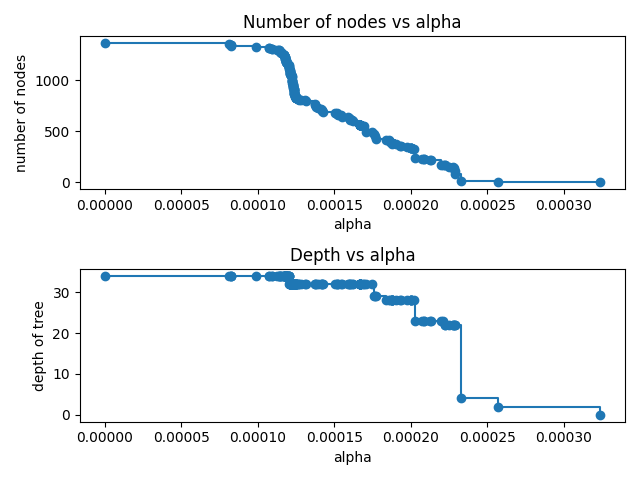 Number of nodes vs alpha
number of nodes
1000
500
0
0.00000 0.00005 0.00010 0.00015 0.00020 0.00025 0.00030
alpha
Depth vs alpha
depth of tree
30
20
10
0
0.00000 0.00005 0.00010 0.00015 0.00020 0.00025 0.00030
alpha